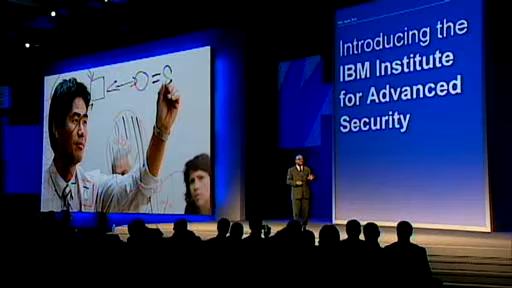 Introducing the
IBM Institute
for Advanced
Security